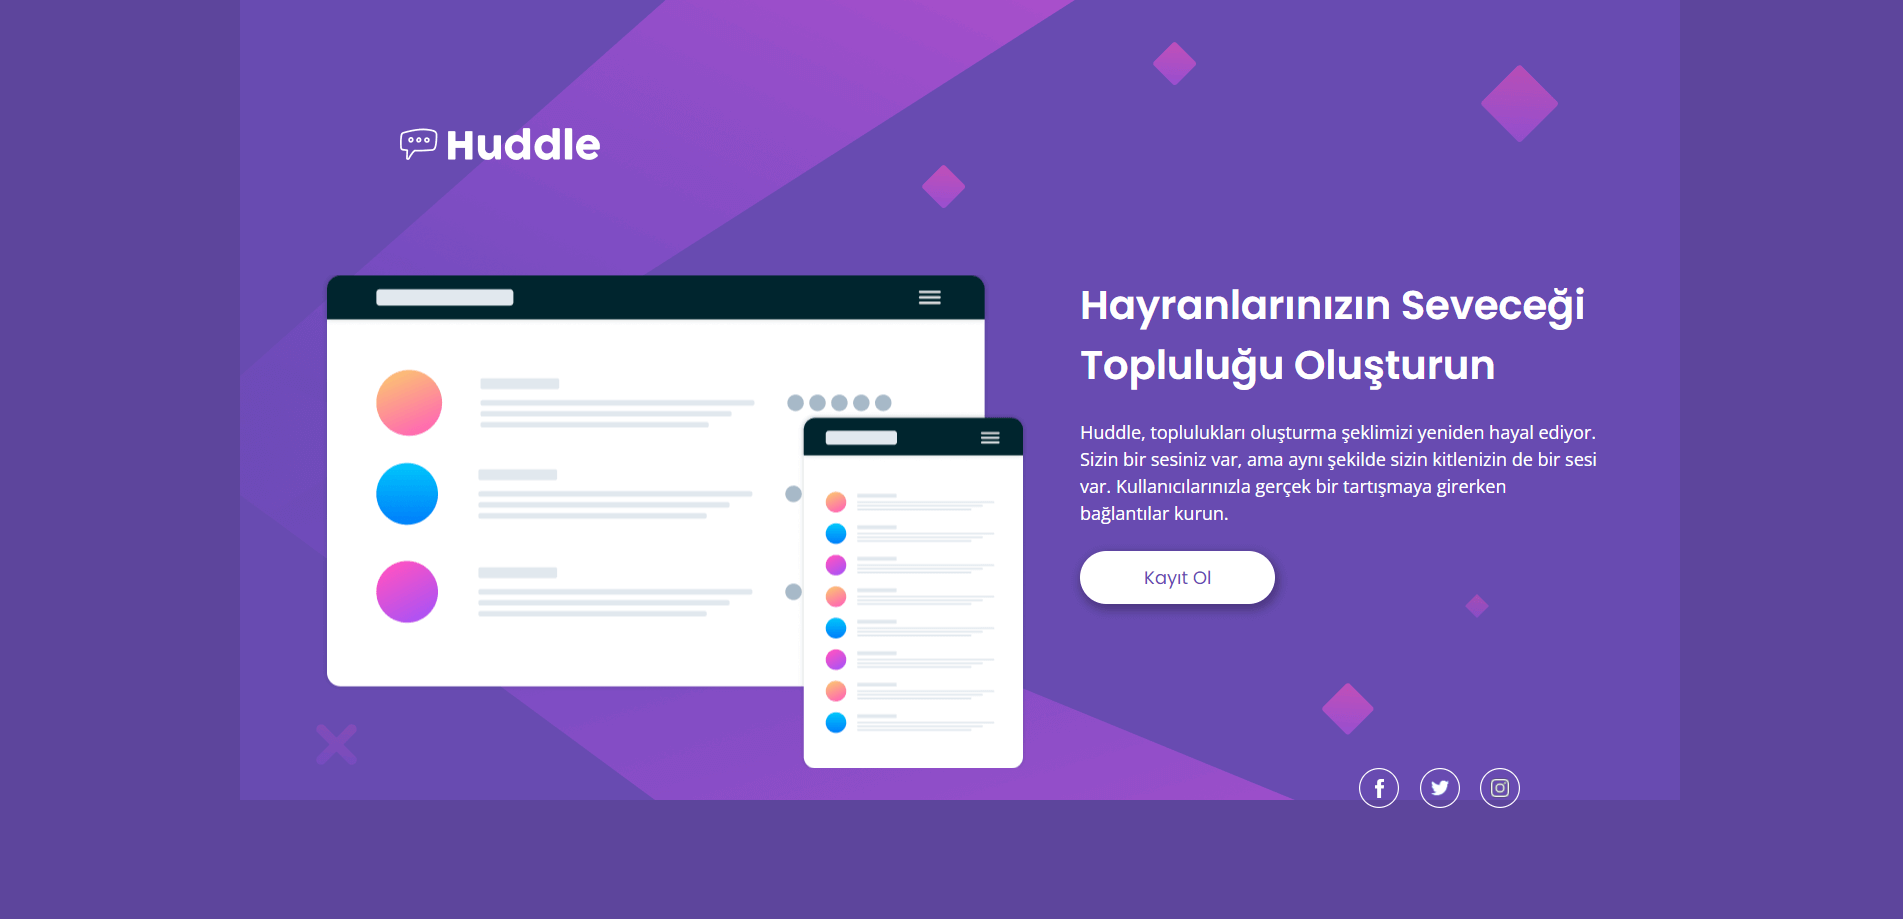 Huddle
Hayranlarınızın Seveceği
Topluluğu Oluşturun
Huddle, toplulukları oluşturma şeklimizi yeniden hayal ediyor.
Sizin bir sesiniz var, ama aynı şekilde sizin kitlenizin de bir sesi
var. Kullanıcılarınızla gerçek bir tartışmaya girerken
bağlantılar kurun.
Kayıt Ol